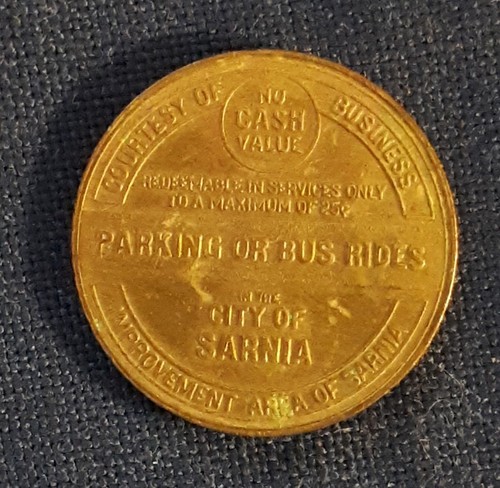 COURTESY OF BUSINESS
NO
CASH
VALUE
REDEEMABLE IN SERVICES ONLY
TO A MAXIMUM OF 25¢
PARKING OR BUS RIDES
IN THE
CITY OF
SARNIA
IMPROVEMENT AREA OF SARNIA